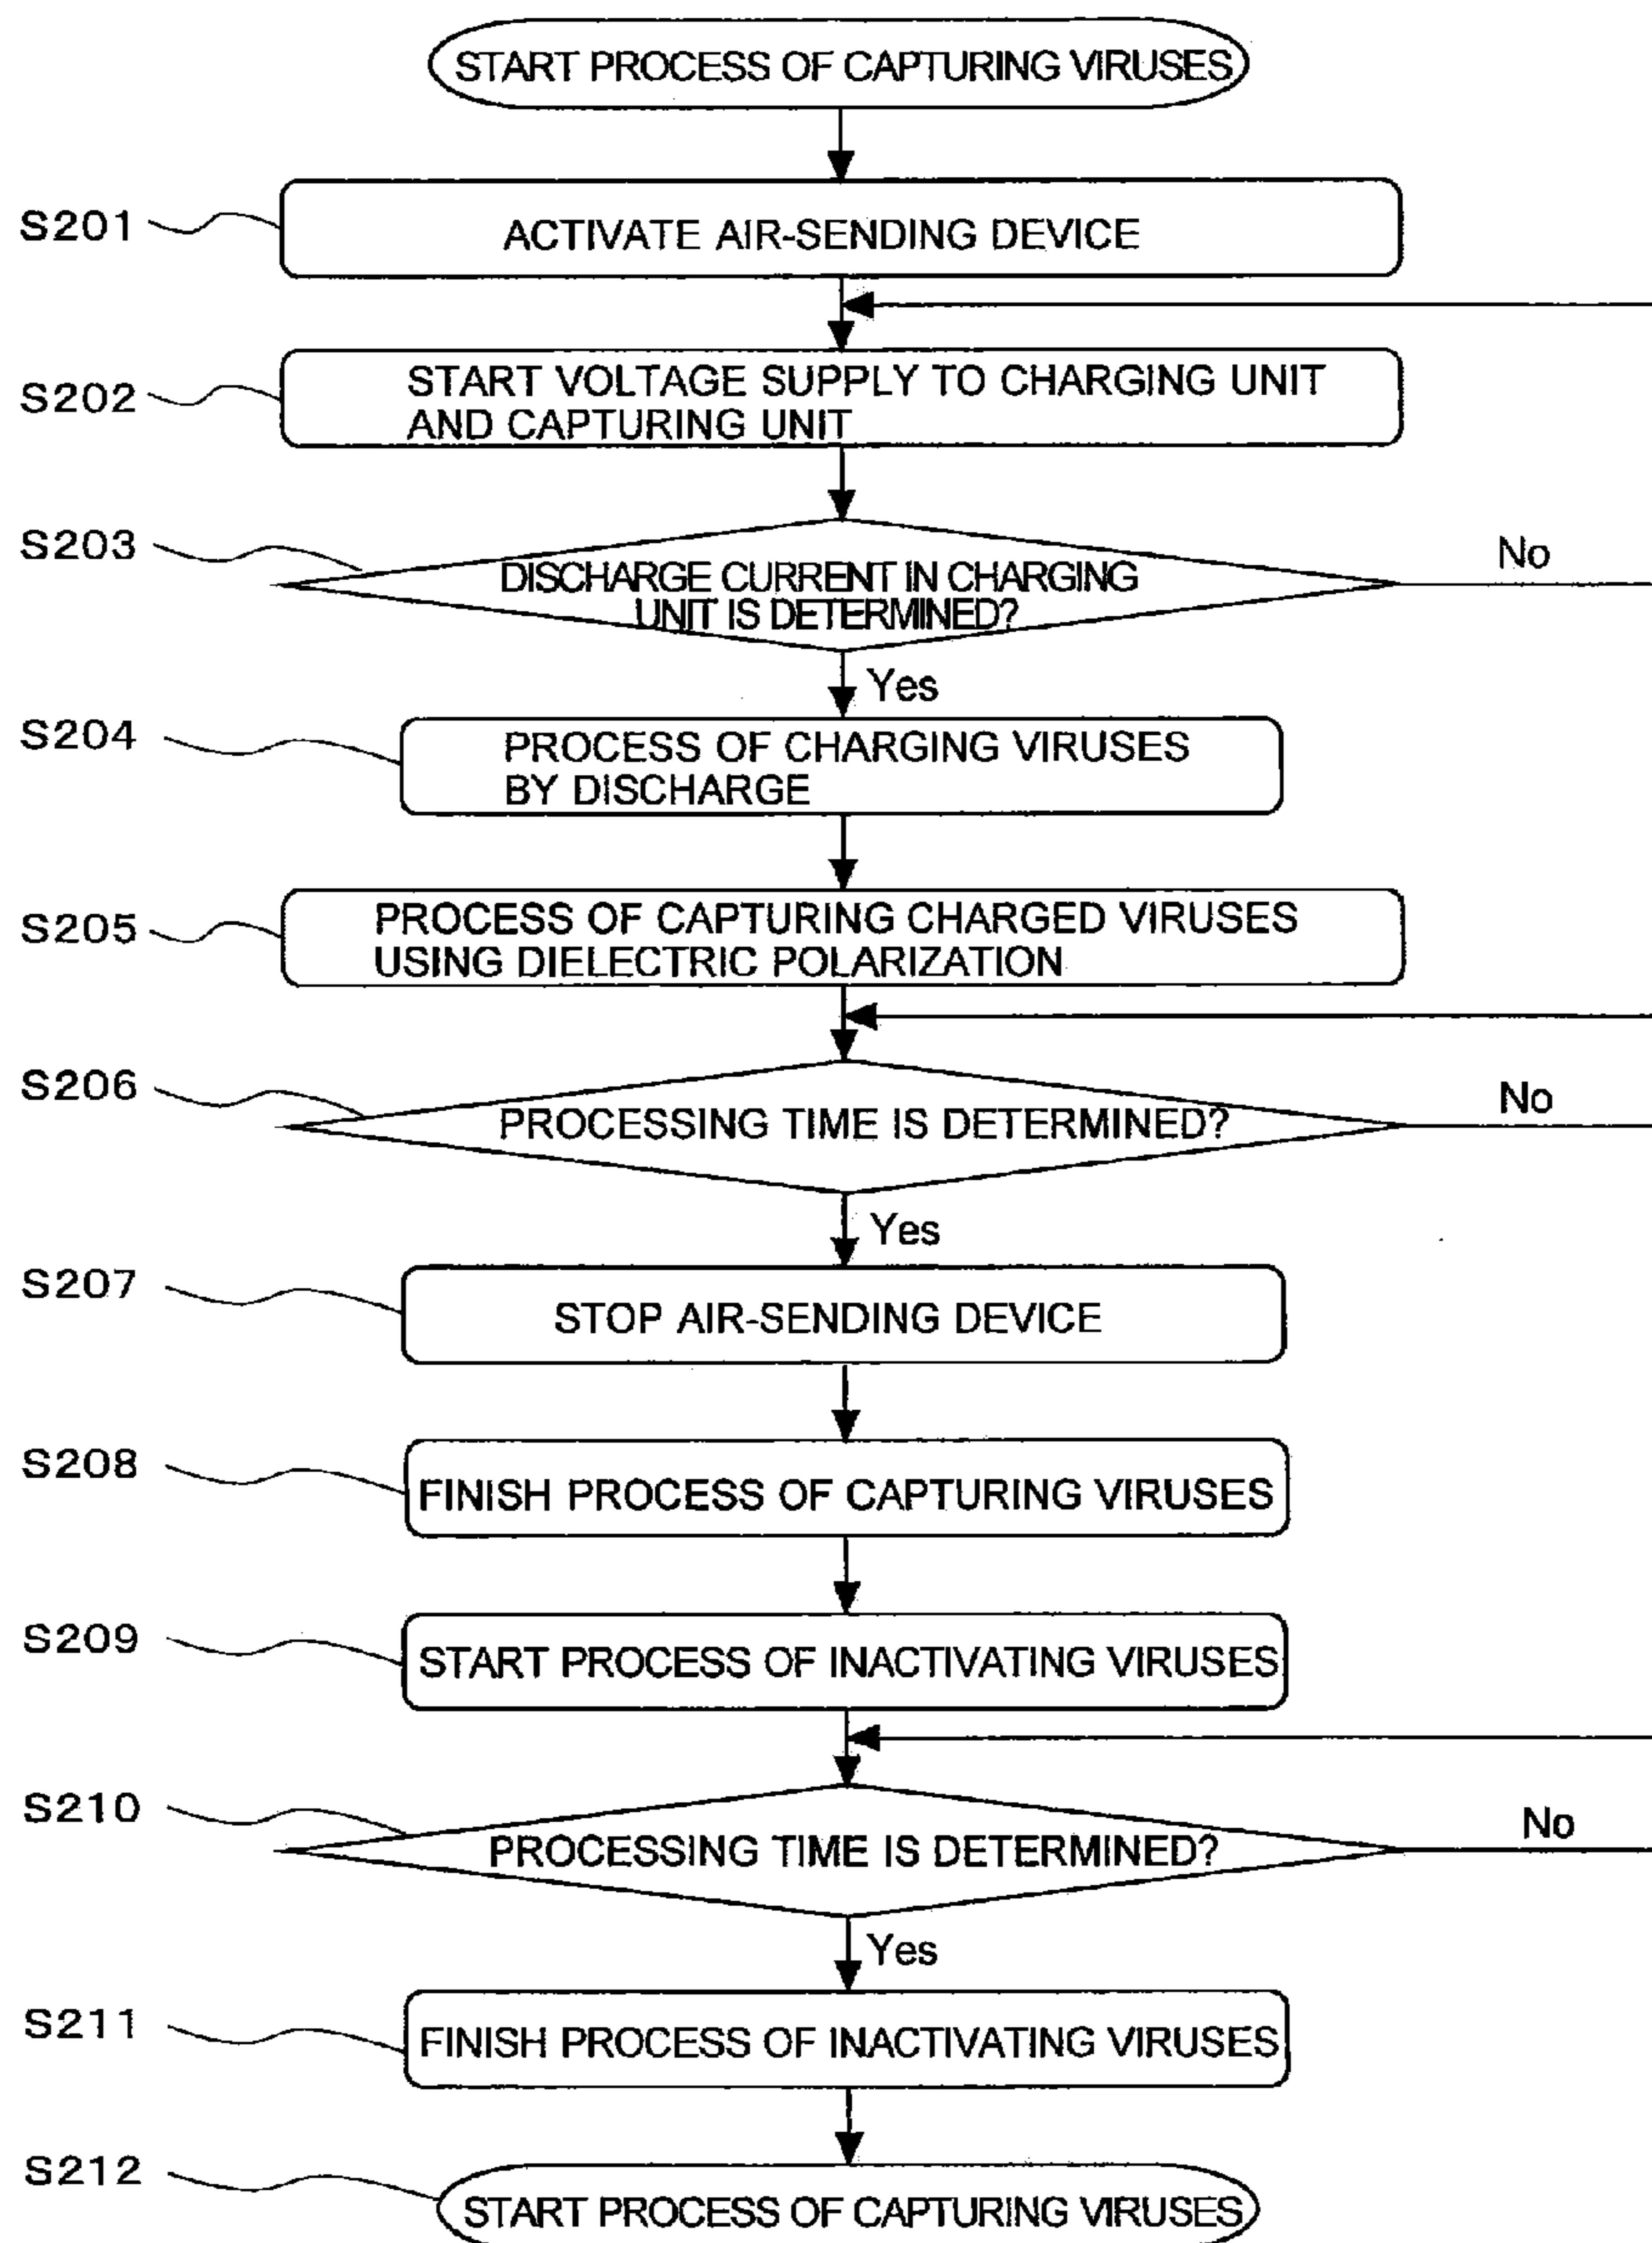 START PROCESS OF CAPTURING VIRUSES
S201
ACTIVATE AIR-SENDING DEVICE
S202
START VOLTAGE SUPPLY TO CHARGING UNIT
AND CAPTURING UNIT
S203
DISCHARGE CURRENT IN CHARGING
UNIT IS DETERMINED?
No
Yes
S204
PROCESS OF CHARGING VIRUSES
BY DISCHARGE
S205
PROCESS OF CAPTURING CHARGED VIRUSES
USING DIELECTRIC POLARIZATION
S206
PROCESSING TIME IS DETERMINED?
No
Yes
S207
STOP AIR-SENDING DEVICE
S208
FINISH PROCESS OF CAPTURING VIRUSES
S209
START PROCESS OF INACTIVATING VIRUSES
S210
PROCESSING TIME IS DETERMINED?
No
Yes
S211
FINISH PROCESS OF INACTIVATING VIRUSES
S212
START PROCESS OF CAPTURING VIRUSES